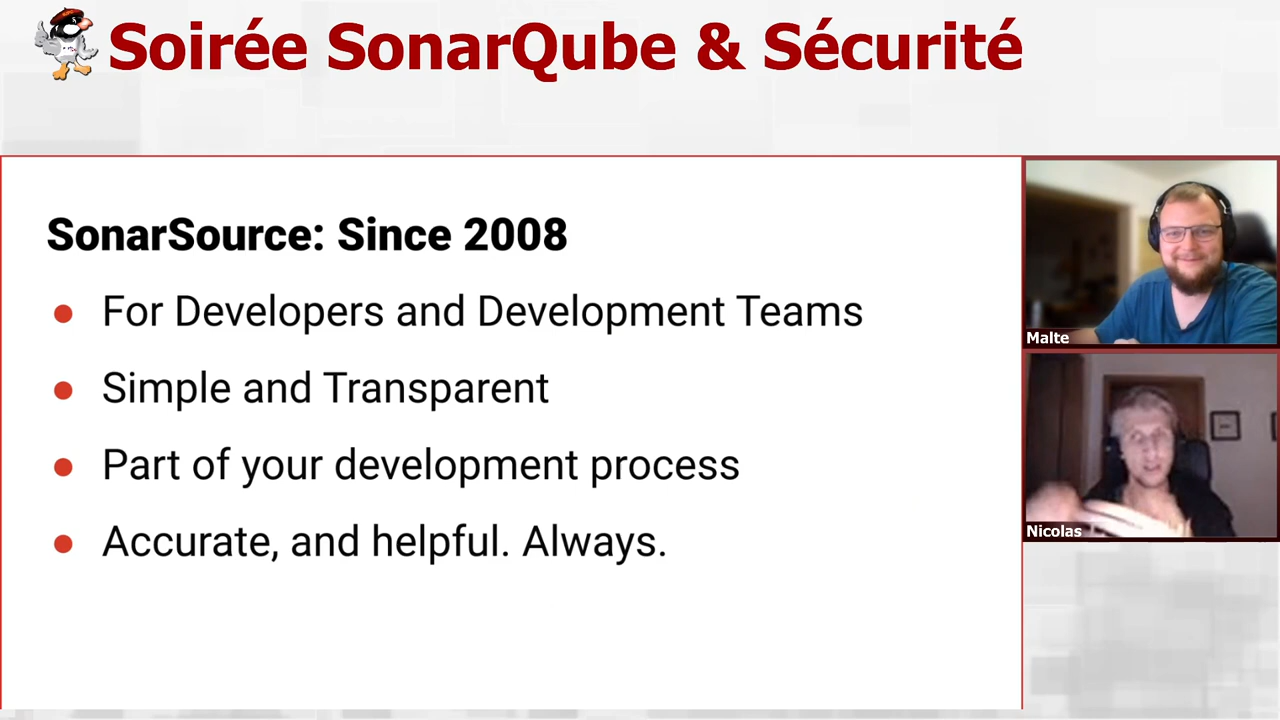 Soirée SonarQube & Sécurité
SonarSource: Since 2008
• For Developers and Development Teams
• Simple and Transparent
• Part of your development process
• Accurate, and helpful. Always.
Malte
Nicolas